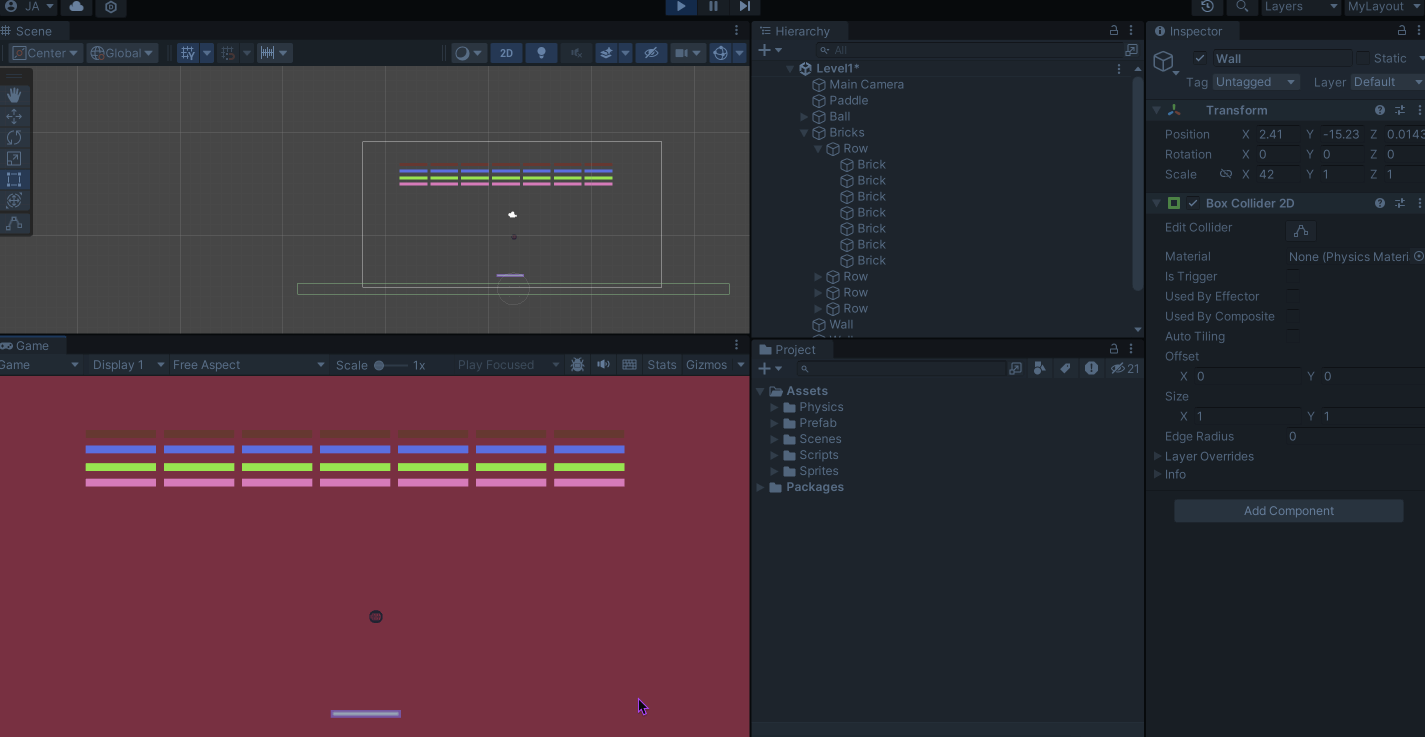 JA
Layers
MyLayout
Scene
Center
Global
2D
Game
Game
Display 1
Free Aspect
Scale
1x
Play Focused
Stats
Gizmos
Hierarchy
All
Level1*
Main Camera
Paddle
Ball
Bricks
Row
Brick
Brick
Brick
Brick
Brick
Brick
Brick
Row
Row
Row
Wall
Project
21
Assets
Physics
Prefab
Scenes
Scripts
Sprites
Packages
Inspector
Wall
Static
Tag Untagged Layer Default
Transform
Position X 2.41 Y -15.23 Z 0.0143
Rotation X 0 Y 0 Z 0
Scale X 42 Y 1 Z 1
Box Collider 2D
Edit Collider
Material None (Physics Materi
Is Trigger
Used By Effector
Used By Composite
Auto Tiling
Offset
X 0 Y 0
Size
X 1 Y 1
Edge Radius 0
Layer Overrides
Info
Add Component